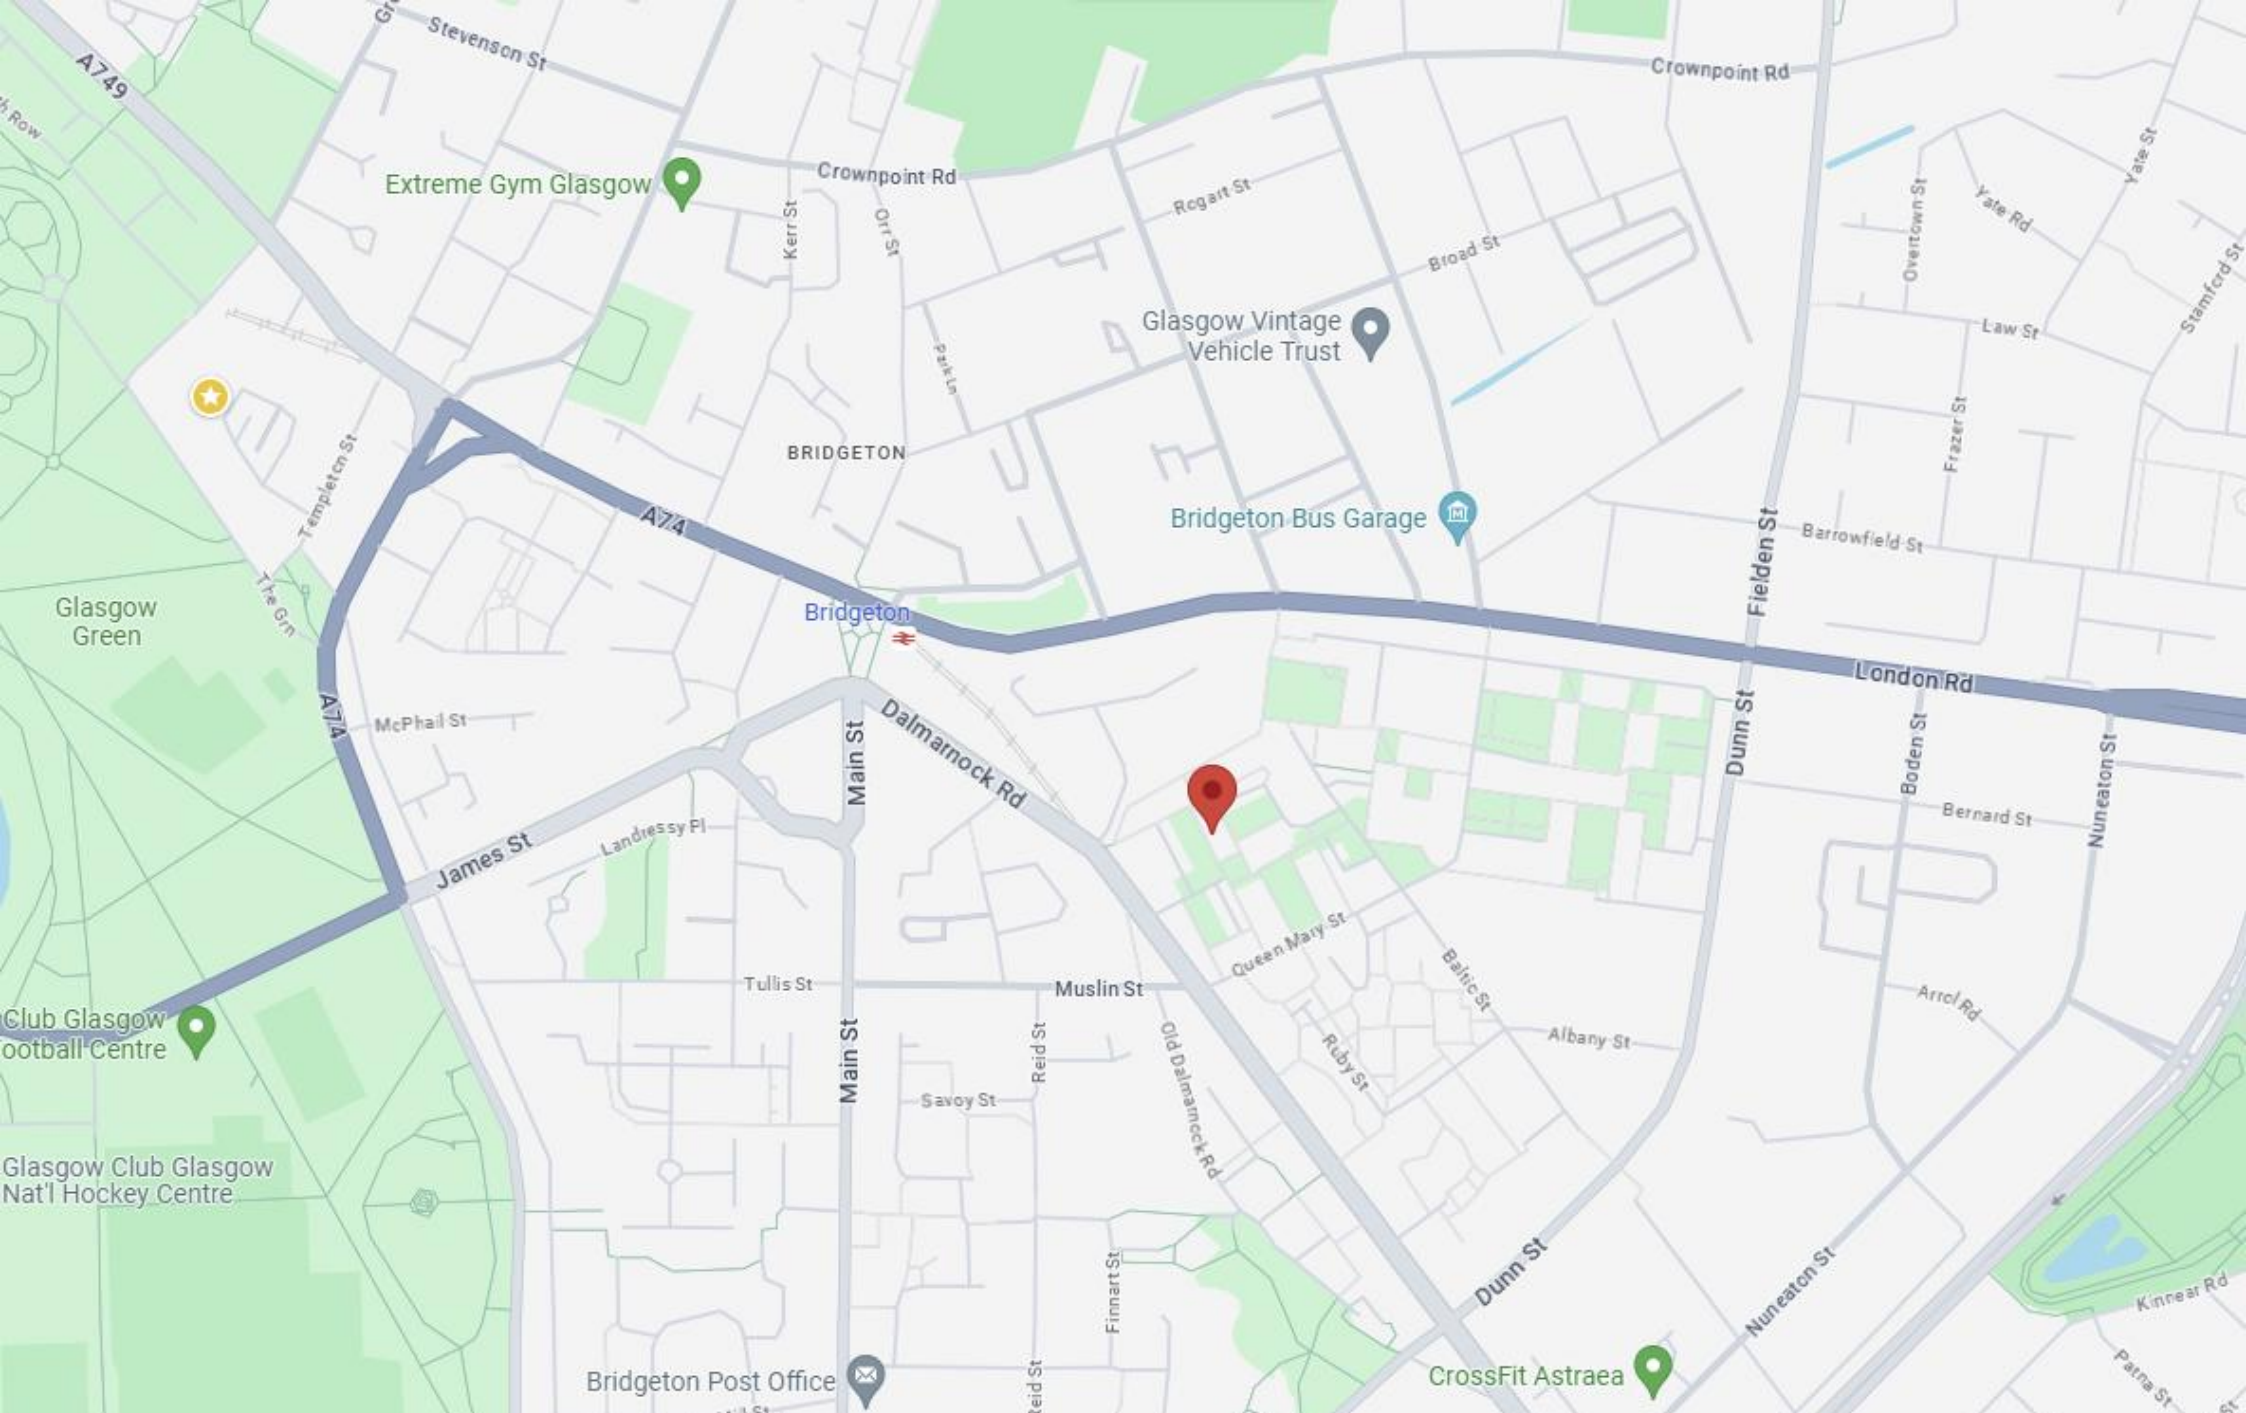 Stevenson St
A749
Crownpoint Rd
Extreme Gym Glasgow
Crownpoint Rd
Kerr St
Orr St
Rogart St
Broad St
Overtown St
Yate Rd
Yate St
Stamford St
Glasgow Vintage
Vehicle Trust
Law St
Park Ln
Frazer St
BRIDGETON
Templeton St
A74
Bridgeton Bus Garage
Fielden St
Barrowfield St
The Grn
Glasgow
Green
Bridgeton
London Rd
A74
McPhail St
Main St
Dalmarnock Rd
Dunn St
Boden St
Nuneaton St
Bernard St
James St
Landressy Pl
Queen Mary St
Baltic St
Tullis St
Muslin St
Arrol Rd
Club Glasgow
ootball Centre
Main St
Reid St
Old Dalmarnock Rd
Ruby St
Albany St
Savoy St
Glasgow Club Glasgow
Nat'l Hockey Centre
Finnart St
Dunn St
Nuneaton St
Kinnear Rd
Bridgeton Post Office
Reid St
CrossFit Astraea
Patna St